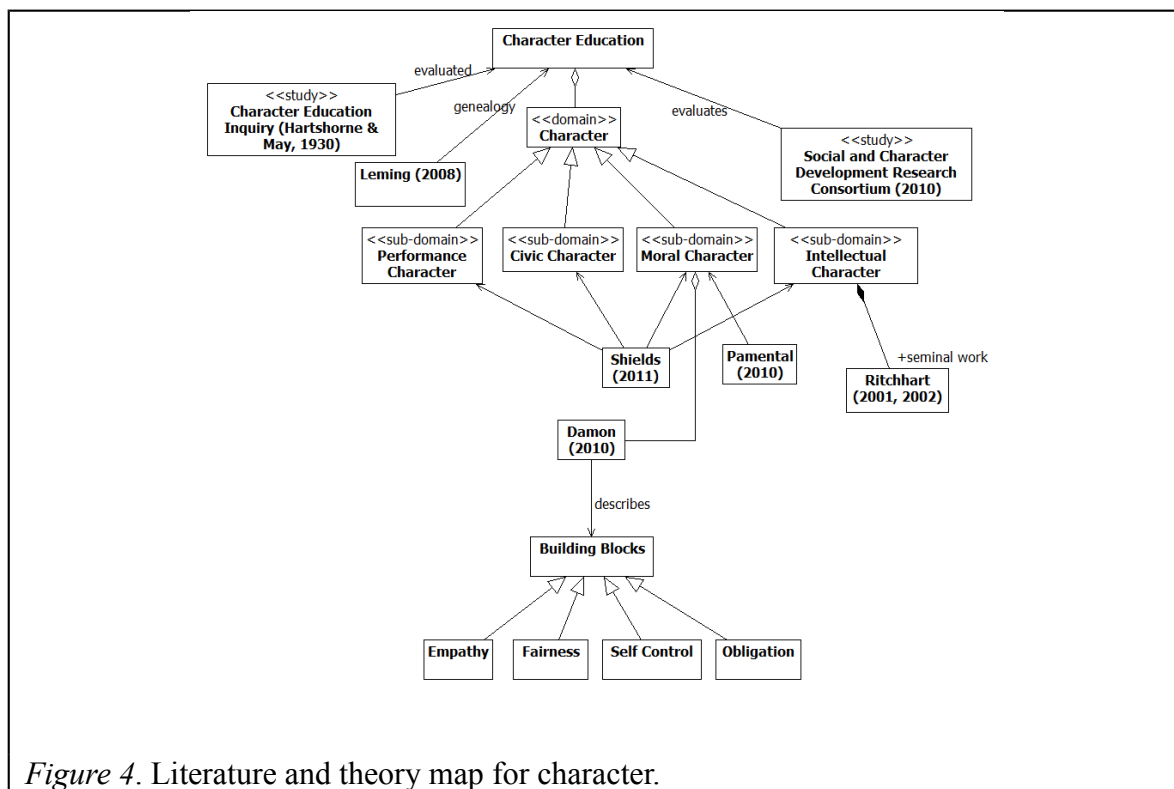 Character Education
evaluated
<<study>>
Character Education
Inquiry (Hartshorne &
May, 1930)
genealogy
<<domain>>
Character
evaluates
<<study>>
Social and Character
Development Research
Consortium (2010)
Leming (2008)
<<sub-domain>>
Performance
Character
<<sub-domain>>
Civic Character
<<sub-domain>>
Moral Character
<<sub-domain>>
Intellectual
Character
Shields
(2011)
Pamental
(2010)
+seminal work
Ritchhart
(2001, 2002)
Damon
(2010)
describes
Building Blocks
Empathy
Fairness
Self Control
Obligation
Figure 4. Literature and theory map for character.